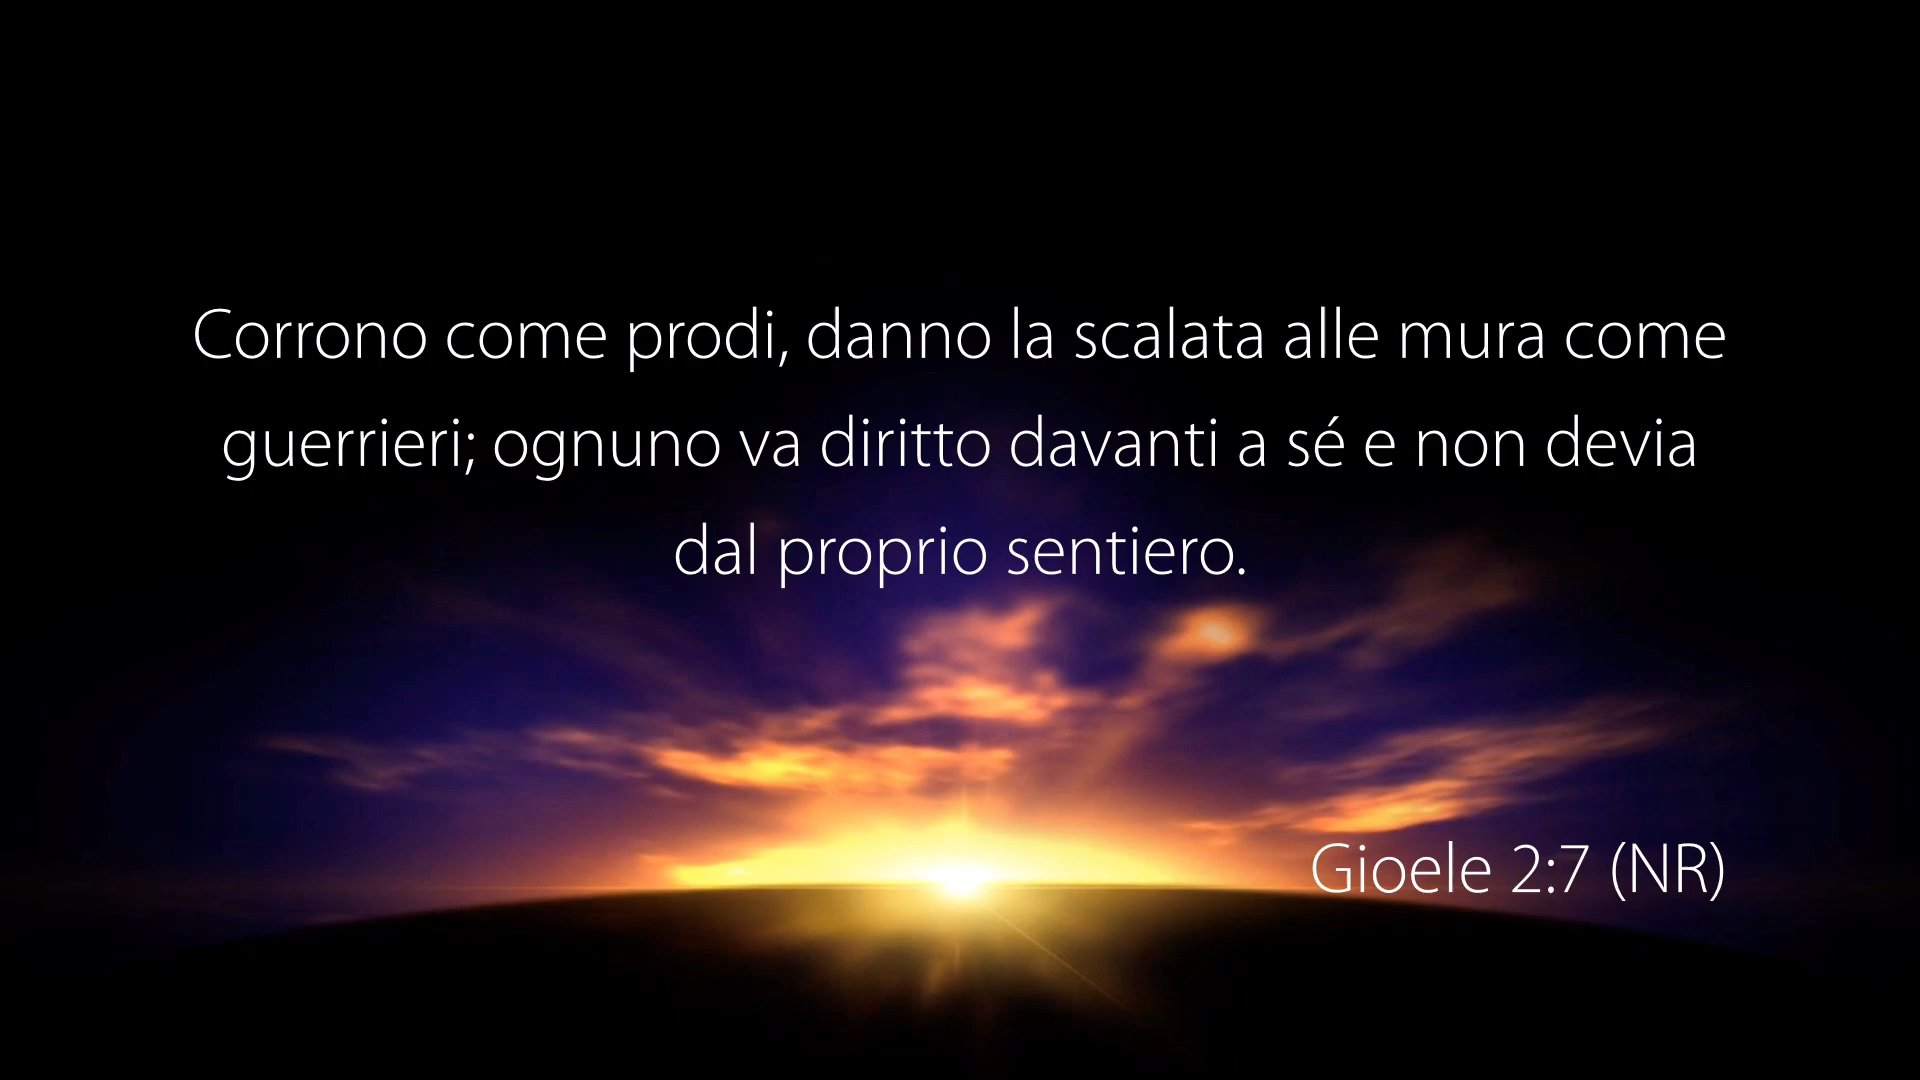 Corrono come prodi, danno la scalata alle mura come
guerrieri; ognuno va diritto davanti a sé e non devia
dal proprio sentiero.
Gioele 2:7 (NR)